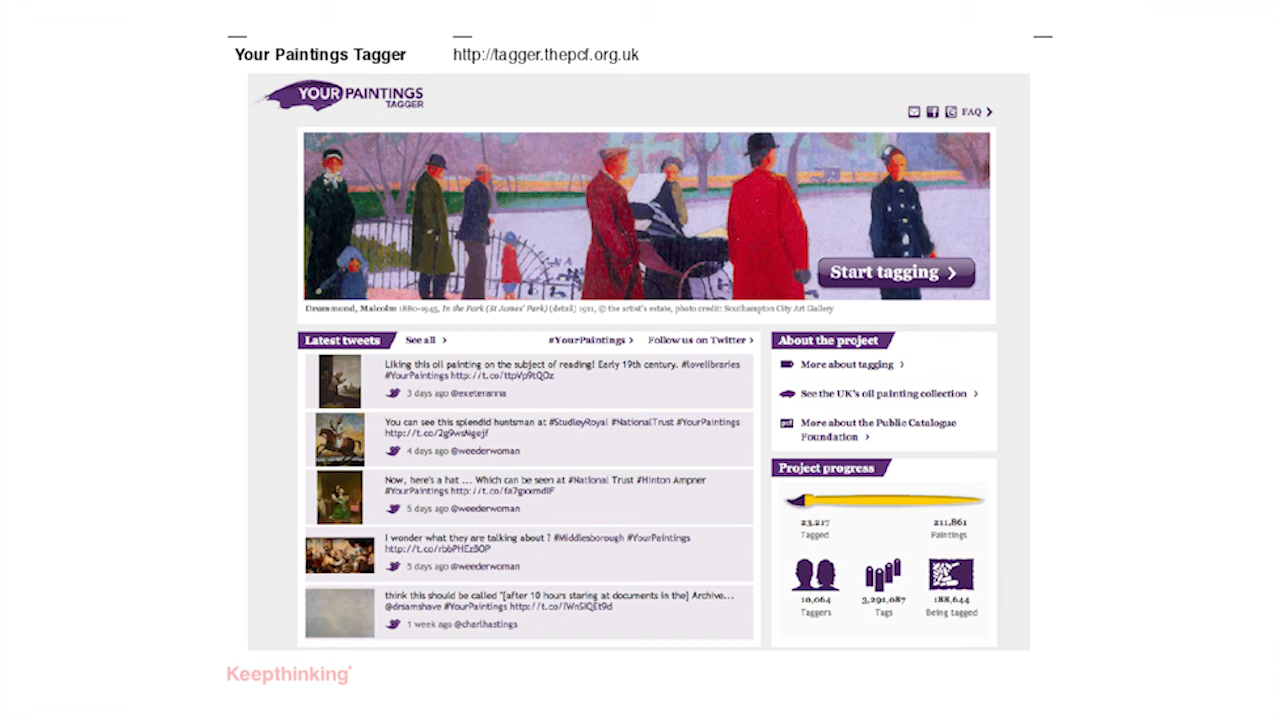 Your Paintings Tagger
http://tagger.thepcf.org.uk
YOUR PAINTINGS
TAGGER
FAQ
Start tagging
Drummond, Malcolm 1880-1945, In the Park (St James' Park) (detail) 1911, © the artist's estate, photo credit: Southampton City Art Gallery
Latest tweets
See all
#YourPaintings
Follow us on Twitter
Liking this oil painting on the subject of reading! Early 19th century. #lovelibraries
#YourPaintings http://t.co/ttpVp9tQOz
3 days ago @exeteranna
You can see this splendid huntsman at #StudleyRoyal #NationalTrust #YourPaintings
http://t.co/2g9wsNgejf
4 days ago @weederwoman
Now, here's a hat ... Which can be seen at #National Trust #Hinton Ampner
#YourPaintings
5 days ago @weederwoman
I wonder what they are talking about ? #Middlesborough #YourPaintings
http://t.co/rbbPHEzBOP
5 days ago @weederwoman
think this should be called "[after 10 hours staring at documents in the] Archive...
@drsamshave #YourPaintings
1 week ago @charlhastings
About the project
More about tagging
See the UK's oil painting collection
pcf
More about the Public Catalogue
Foundation
Project progress
23,217
Tagged
211,861
Paintings
10,064
Taggers
3,291,087
Tags
188,644
Being tagged
Keepthinking